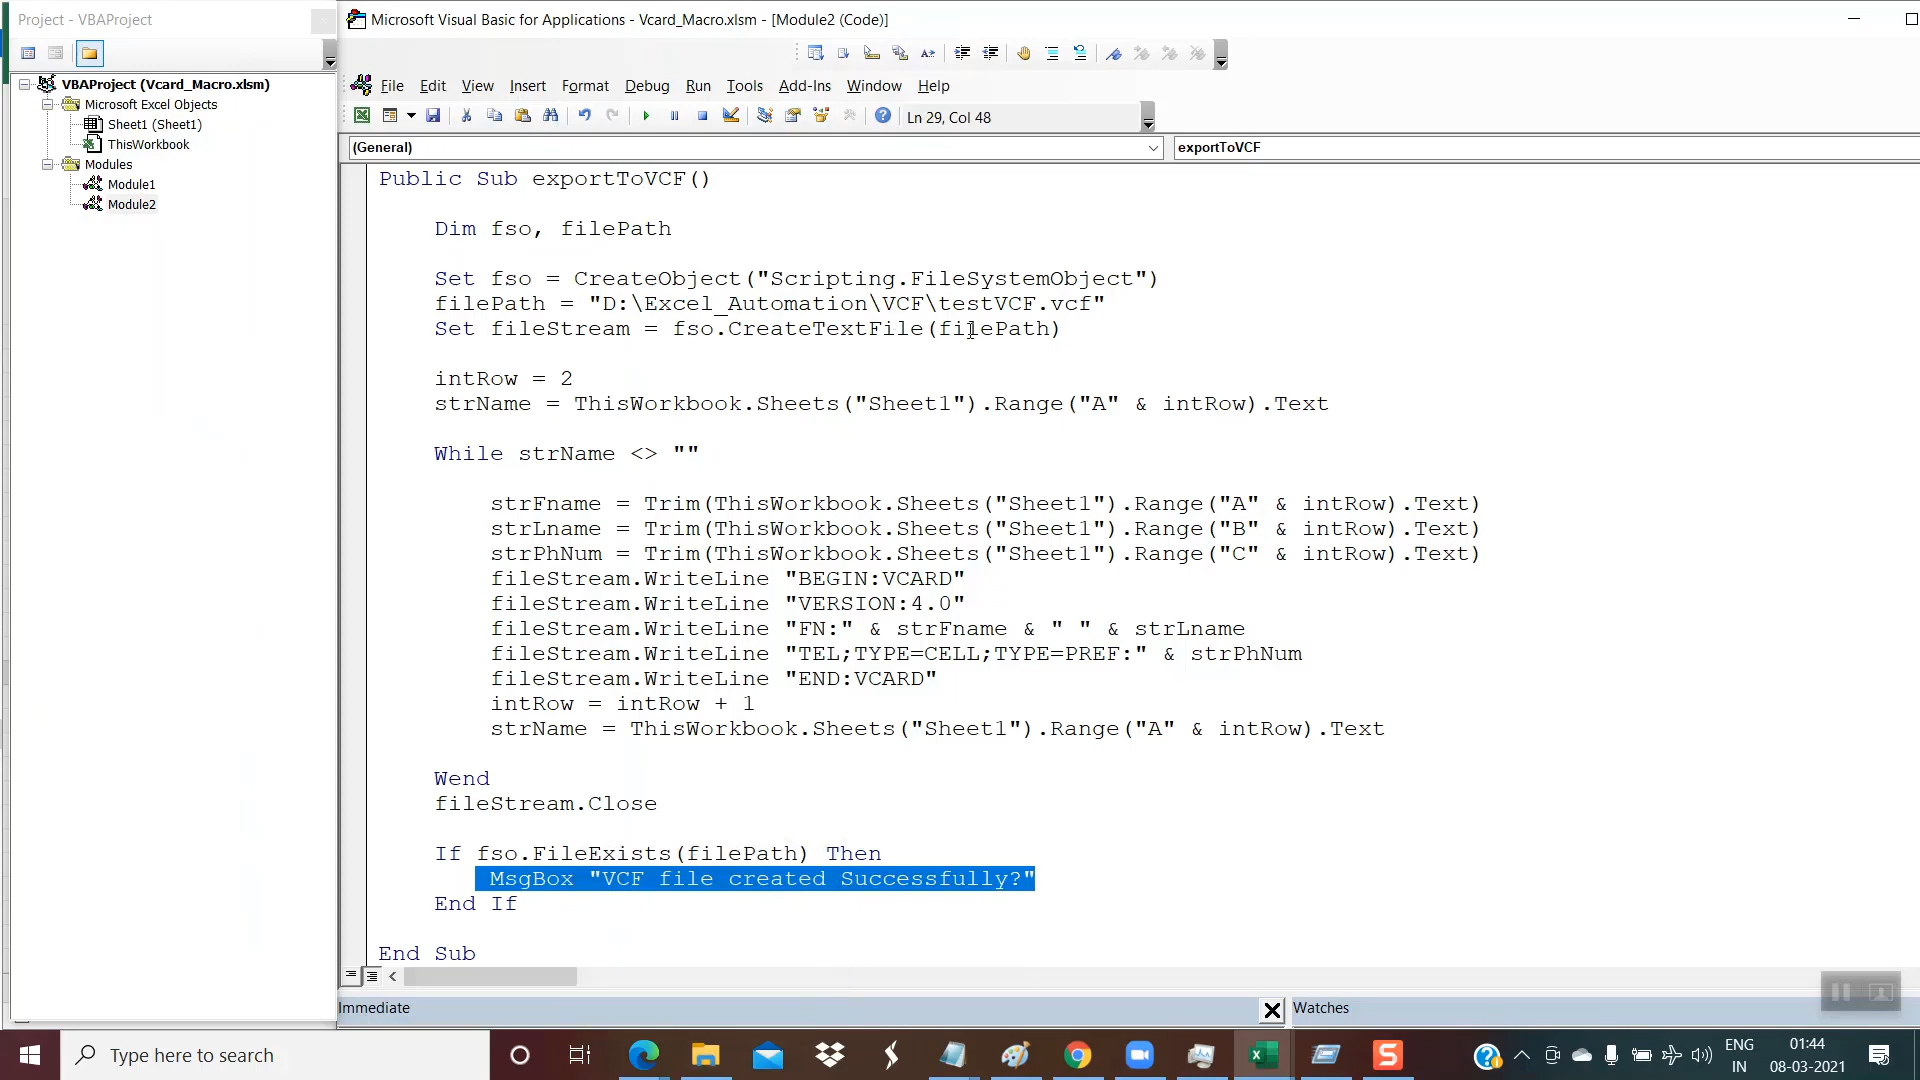 Project - VBAProject
VBAProject (Vcard_Macro.xlsm)
Microsoft Excel Objects
Sheet1 (Sheet1)
ThisWorkbook
Modules
Module1
Module2
Microsoft Visual Basic for Applications - Vcard_Macro.xlsm - [Module2 (Code)]
File Edit View Insert Format Debug Run Tools Add-Ins Window Help
Ln 29, Col 48
(General)
exportToVCF
Public Sub exportToVCF()
Dim fso, filePath
Set fso = CreateObject("Scripting.FileSystemObject")
filePath = "D:\Excel_Automation\VCF\testVCF.vcf"
Set fileStream = fso.CreateTextFile(filePath)
intRow = 2
strName = ThisWorkbook.Sheets("Sheet1").Range("A" & intRow).Text
While strName <> ""
strFname = Trim(ThisWorkbook.Sheets("Sheet1").Range("A" & intRow).Text)
strLname = Trim(ThisWorkbook.Sheets("Sheet1").Range("B" & intRow).Text)
strPhNum = Trim(ThisWorkbook.Sheets("Sheet1").Range("C" & intRow).Text)
fileStream.WriteLine "BEGIN:VCARD"
fileStream.WriteLine "VERSION:4.0"
fileStream.WriteLine "FN:" & strFname & " " & strLname
fileStream.WriteLine "TEL;TYPE=CELL;TYPE=PREF:" & strPhNum
fileStream.WriteLine "END:VCARD"
intRow = intRow + 1
strName = ThisWorkbook.Sheets("Sheet1").Range("A" & intRow).Text
Wend
fileStream.Close
If fso.FileExists(filePath) Then
MsgBox "VCF file created Successfully?"
End If
End Sub
Immediate
Watches
Type here to search
ENG
IN
01:44
08-03-2021